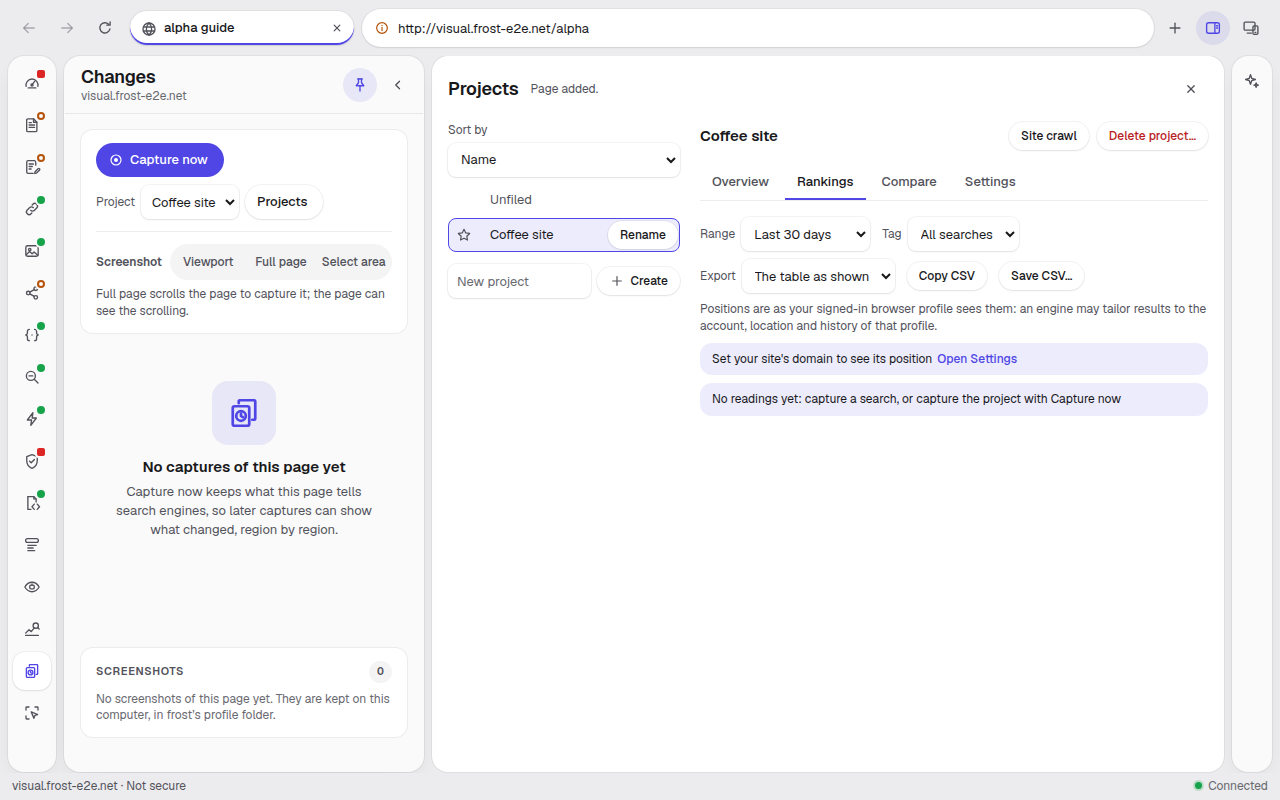 alpha guide
http://visual.frost-e2e.net/alpha
Changes
visual.frost-e2e.net
Capture now
Project
Coffee site
Projects
Screenshot
Viewport
Full page
Select area
Full page scrolls the page to capture it; the page can
see the scrolling.
No captures of this page yet
Capture now keeps what this page tells
search engines, so later captures can show
what changed, region by region.
SCREENSHOTS
0
No screenshots of this page yet. They are kept on this
computer, in frost's profile folder.
Projects
Page added.
Sort by
Name
Unfiled
Coffee site
Rename
New project
Create
Coffee site
Site crawl
Delete project…
Overview
Rankings
Compare
Settings
Range
Last 30 days
Tag
All searches
Export
The table as shown
Copy CSV
Save CSV…
Positions are as your signed-in browser profile sees them: an engine may tailor results to the
account, location and history of that profile.
Set your site's domain to see its position Open Settings
No readings yet: capture a search, or capture the project with Capture now
visual.frost-e2e.net · Not secure
Connected